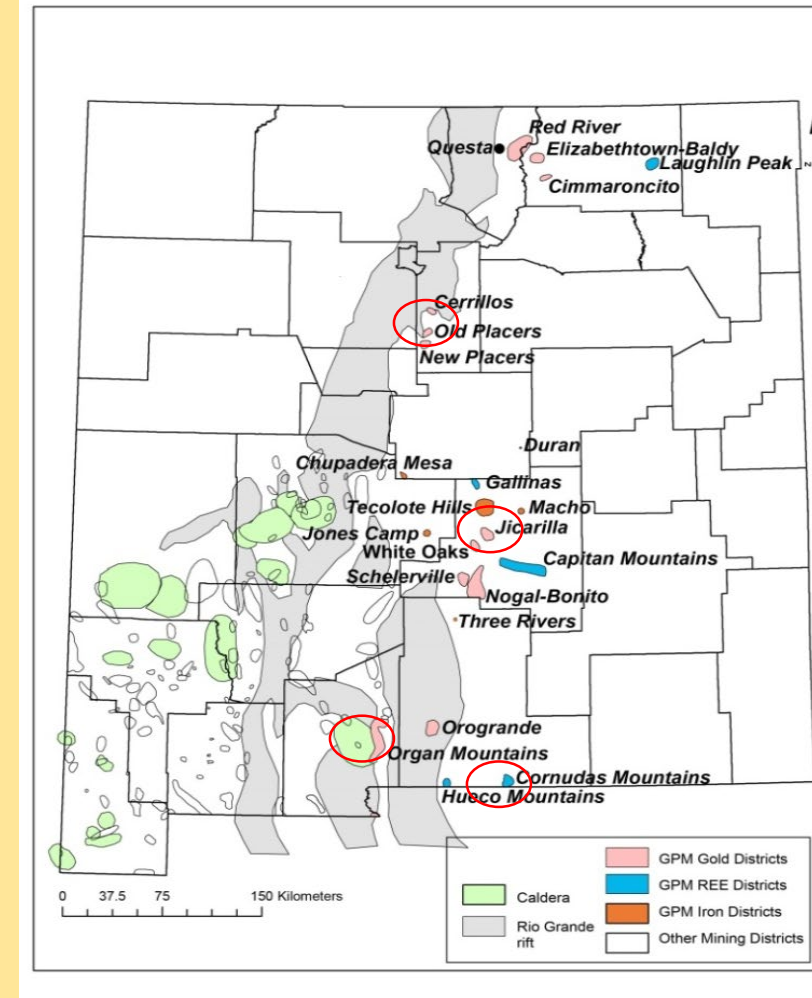 Red River
Questa
Elizabethtown-Baldy
Laughlin Peak
Cimmaroncito
Cerrillos
Old Placers
New Placers
Duran
Chupadera Mesa
Gallinas
Tecolote Hills
Macho
Jicarilla
Jones Camp
White Oaks
Capitan Mountains
Schelerville
Nogal-Bonito
Three Rivers
Orogrande
Organ Mountains
Cornudas Mountains
Hueco Mountains
0 37.5 75 150 Kilometers
Caldera
Rio Grande
rift
GPM Gold Districts
GPM REE Districts
GPM Iron Districts
Other Mining Districts